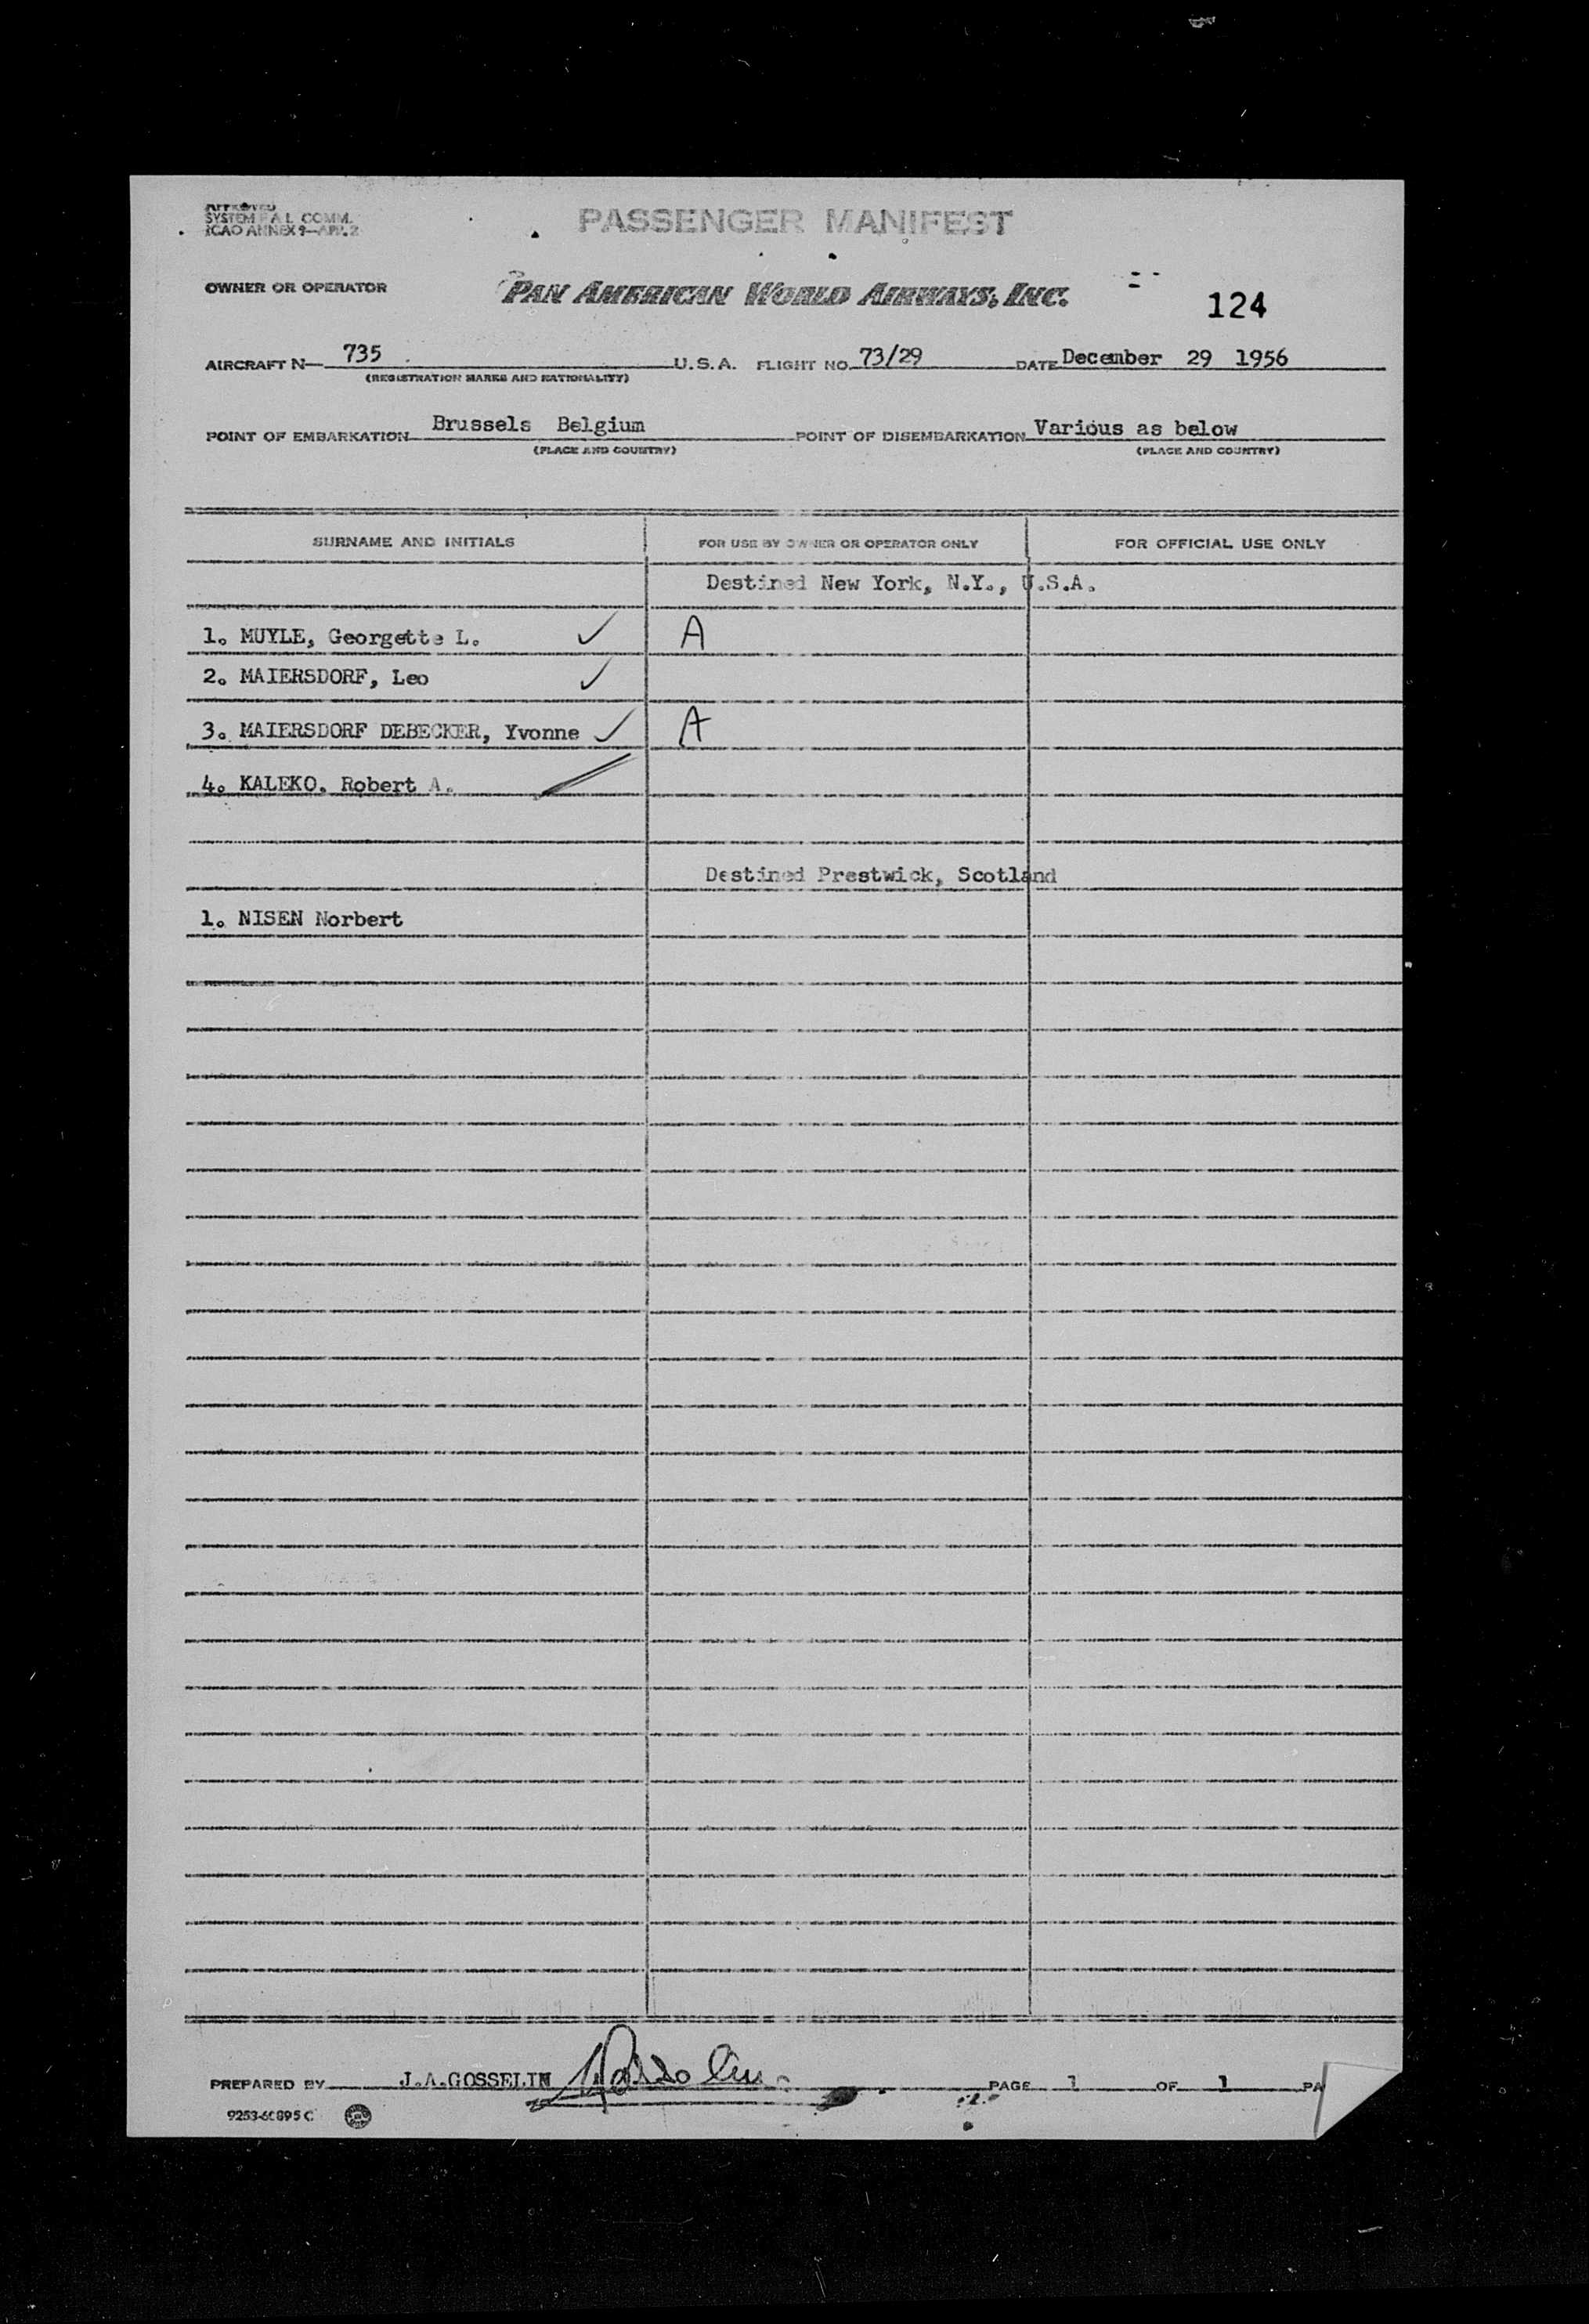 APPROVED
SYSTEM F.A.L. COMM.
ICAO ANNEX 9—APP. 2
PASSENGER MANIFEST
OWNER OR OPERATOR PAN AMERICAN WORLD AIRWAYS, INC. 124
AIRCRAFT N— 735 U.S.A. FLIGHT NO. 73/29 DATE December 29 1956
(REGISTRATION MARKS AND NATIONALITY)
POINT OF EMBARKATION Brussels Belgium POINT OF DISEMBARKATION Various as below
(PLACE AND COUNTRY) (PLACE AND COUNTRY)
SURNAME AND INITIALS FOR USE BY OWNER OR OPERATOR ONLY FOR OFFICIAL USE ONLY
Destined New York, N.Y., U.S.A.
1. MUYLE, Georgette L. ✓ A
2. MAIERSDORF, Leo ✓
3. MAIERSDORF DEBECKER, Yvonne ✓ A
4. KALEKO. Robert A.
Destined Prestwick, Scotland
1. NISEN Norbert
PREPARED BY J.A.GOSSELIN PAGE 1 OF 1 PA